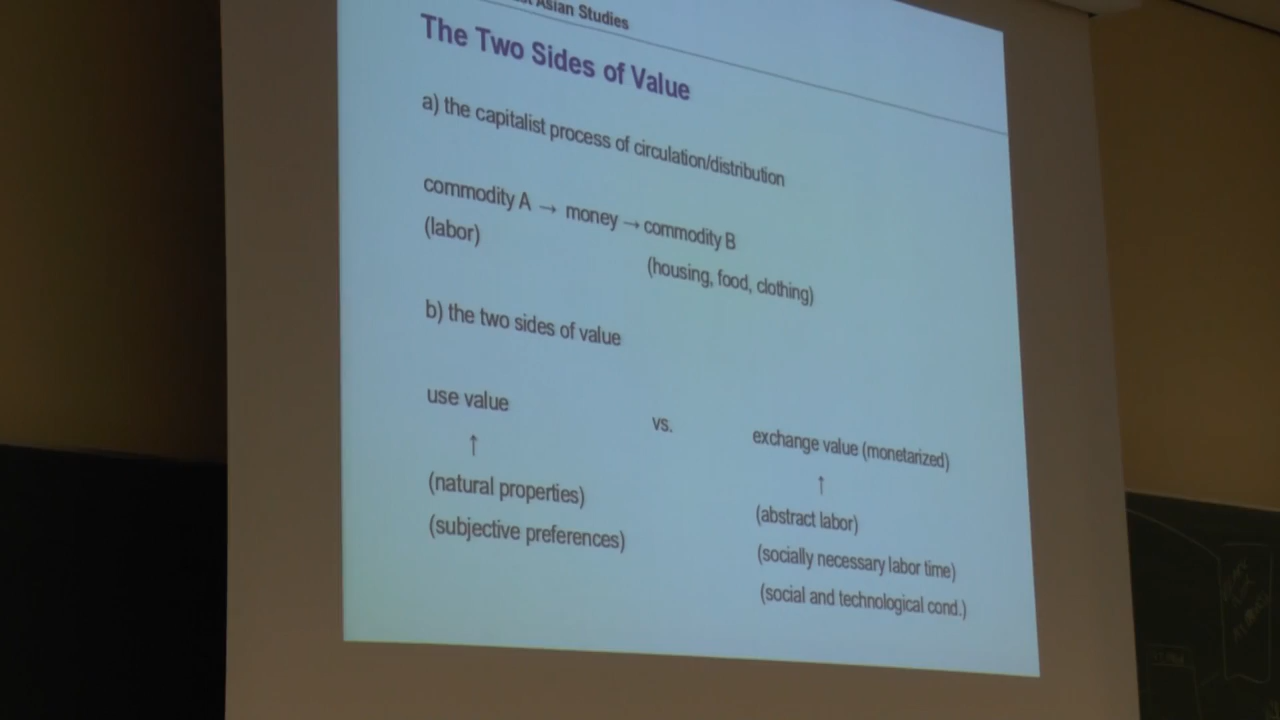 Asian Studies
The Two Sides of Value
a) the capitalist process of circulation/distribution
commodity A → money → commodity B
(labor)
(housing, food, clothing)
b) the two sides of value
use value
vs.
exchange value (monetarized)
↑
↑
(natural properties)
(abstract labor)
(subjective preferences)
(socially necessary labor time)
(social and technological cond.)